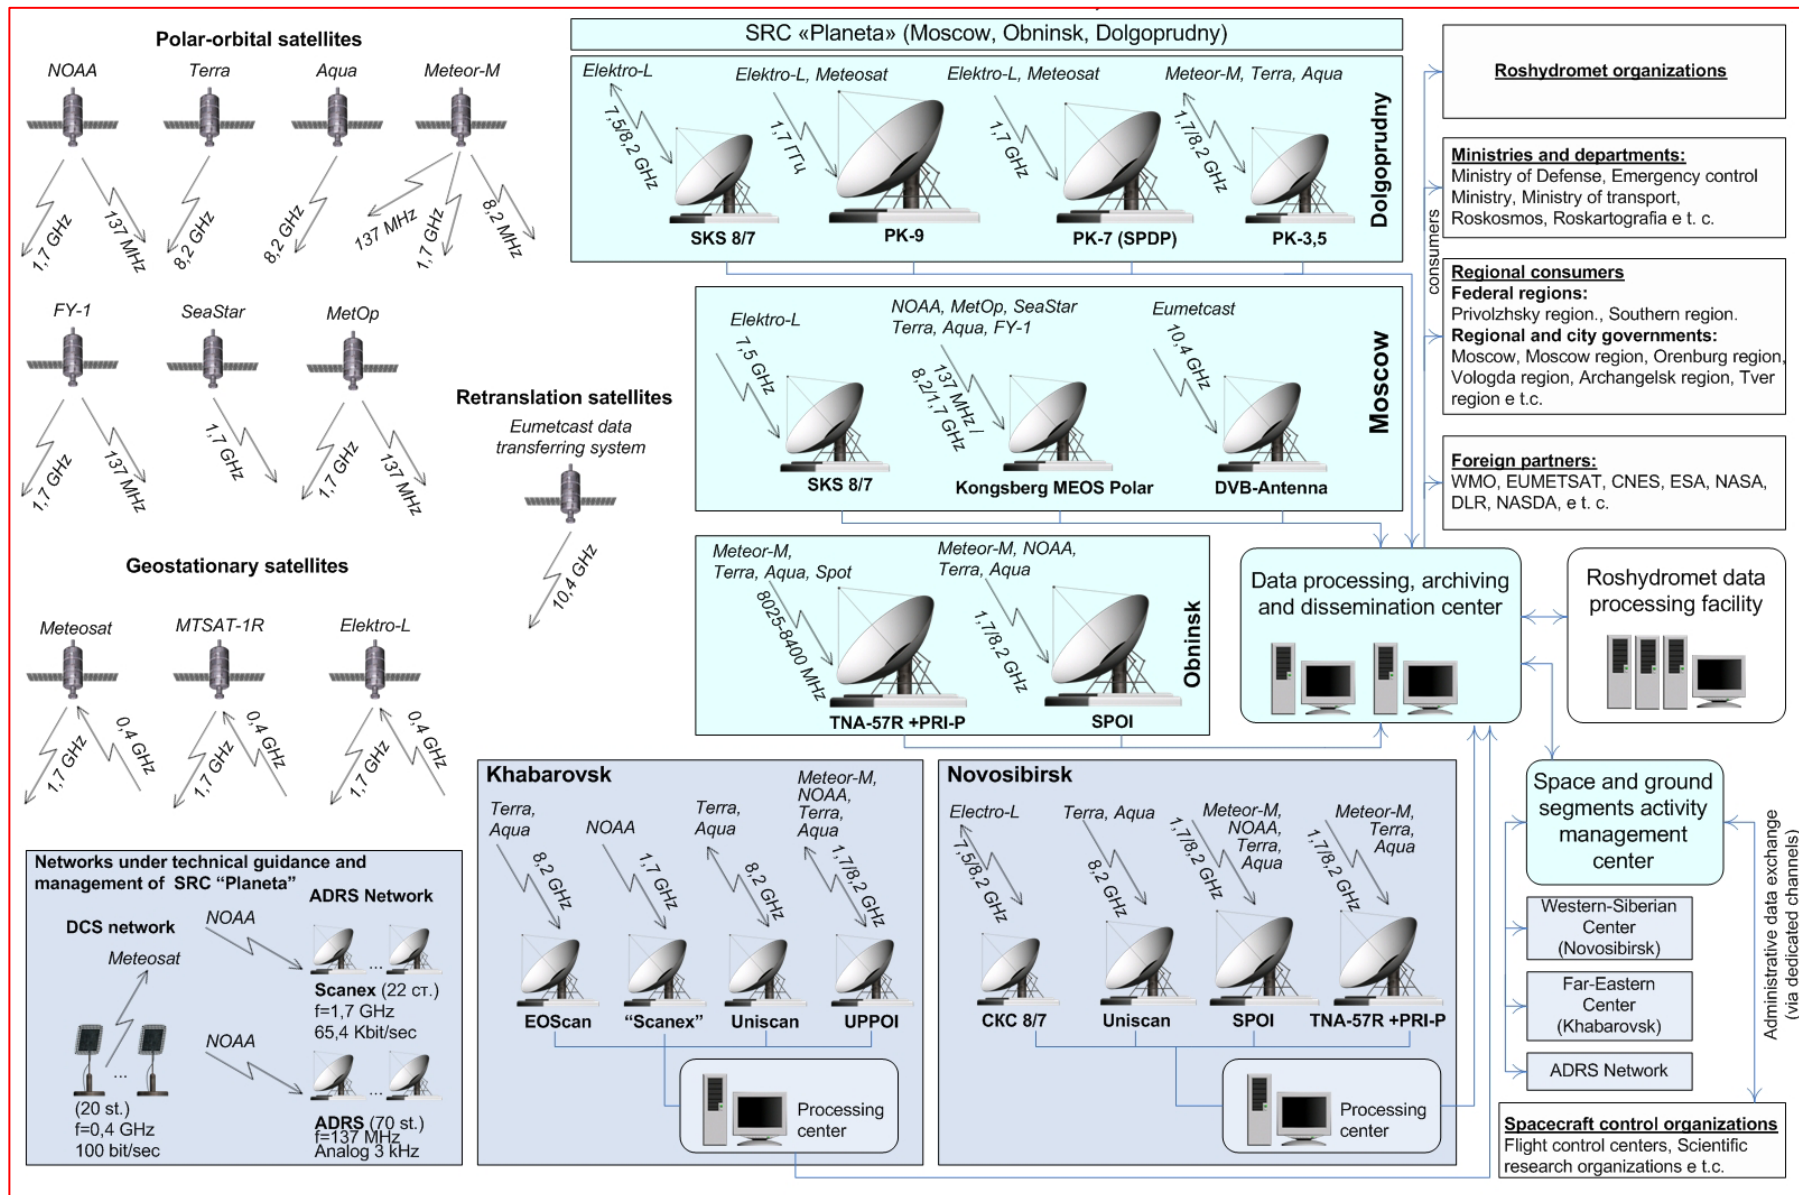 Polar-orbital satellites
NOAA
Terra
Aqua
Meteor-M
1,7 GHz
137 MHz
8,2 GHz
8,2 GHz
137 MHz
1,7 GHz
8,2 MHz
FY-1
SeaStar
MetOp
1,7 GHz
137 MHz
1,7 GHz
1,7 GHz
137 MHz
Retranslation satellites
Eumetcast data
transferring system
10,4 GHz
Geostationary satellites
Meteosat
MTSAT-1R
Elektro-L
1,7 GHz
0,4 GHz
1,7 GHz
0,4 GHz
1,7 GHz
0,4 GHz
Networks under technical guidance and
management of SRC “Planeta”
ADRS Network
DCS network
NOAA
Meteosat
Scanex (22 ст.)
f=1,7 GHz
65,4 Kbit/sec
NOAA
(20 st.)
f=0,4 GHz
100 bit/sec
ADRS (70 st.)
f=137 MHz
Analog 3 kHz
...
...
...
SRC «Planeta» (Moscow, Obninsk, Dolgoprudny)
Elektro-L
7,5/8,2 GHz
SKS 8/7
Elektro-L, Meteosat
1,7 ГГц
PK-9
Elektro-L, Meteosat
1,7 GHz
PK-7 (SPDP)
Meteor-M, Terra, Aqua
1,7/8,2 GHz
PK-3,5
Dolgoprudny
Elektro-L
7,5 GHz
SKS 8/7
NOAA, MetOp, SeaStar
Terra, Aqua, FY-1
137 MHz /
8,2/1,7 GHz
Kongsberg MEOS Polar
Eumetcast
10,4 GHz
DVB-Antenna
Moscow
Meteor-M,
Terra, Aqua, Spot
8025-8400 MHz
TNA-57R +PRI-P
Meteor-M, NOAA,
Terra, Aqua
1,7/8,2 GHz
SPOI
Obninsk
Khabarovsk
Terra,
Aqua
8,2 GHz
EOScan
NOAA
1,7 GHz
“Scanex”
Terra,
Aqua
8,2 GHz
Uniscan
Meteor-M,
NOAA,
Terra,
Aqua
1,7/8,2 GHz
UPPOI
Processing
center
Novosibirsk
Electro-L
7,5/8,2 GHz
СКС 8/7
Terra, Aqua
8,2 GHz
Uniscan
Meteor-M,
NOAA,
Terra,
Aqua
1,7/8,2 GHz
SPOI
Meteor-M,
Terra,
Aqua
1,7/8,2 GHz
TNA-57R +PRI-P
Processing
center
consumers
Roshydromet organizations
Ministries and departments:
Ministry of Defense, Emergency control
Ministry, Ministry of transport,
Roskosmos, Roskartografia e t. c.
Regional consumers
Federal regions:
Privolzhsky region., Southern region.
Regional and city governments:
Moscow, Moscow region, Orenburg region,
Vologda region, Archangelsk region, Tver
region e t.c.
Foreign partners:
WMO, EUMETSAT, CNES, ESA, NASA,
DLR, NASDA, e t. c.
Data processing, archiving
and dissemination center
Roshydromet data
processing facility
Space and ground
segments activity
management
center
Western-Siberian
Center
(Novosibirsk)
Far-Eastern
Center
(Khabarovsk)
ADRS Network
Administrative data exchange
(via dedicated channels)
Spacecraft control organizations
Flight control centers, Scientific
research organizations e t.c.